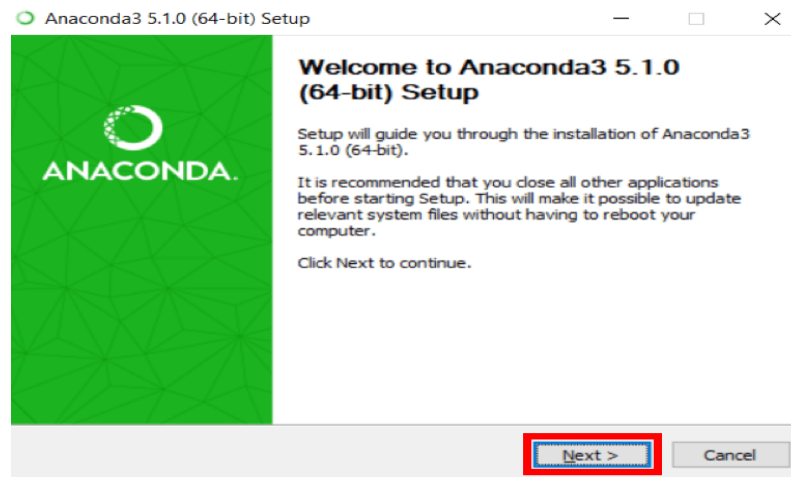 Anaconda3 5.1.0 (64-bit) Setup
Welcome to Anaconda3 5.1.0
(64-bit) Setup
ANACONDA.
Setup will guide you through the installation of Anaconda3
5.1.0 (64-bit).
It is recommended that you close all other applications
before starting Setup. This will make it possible to update
relevant system files without having to reboot your
computer.
Click Next to continue.
Next >
Cancel